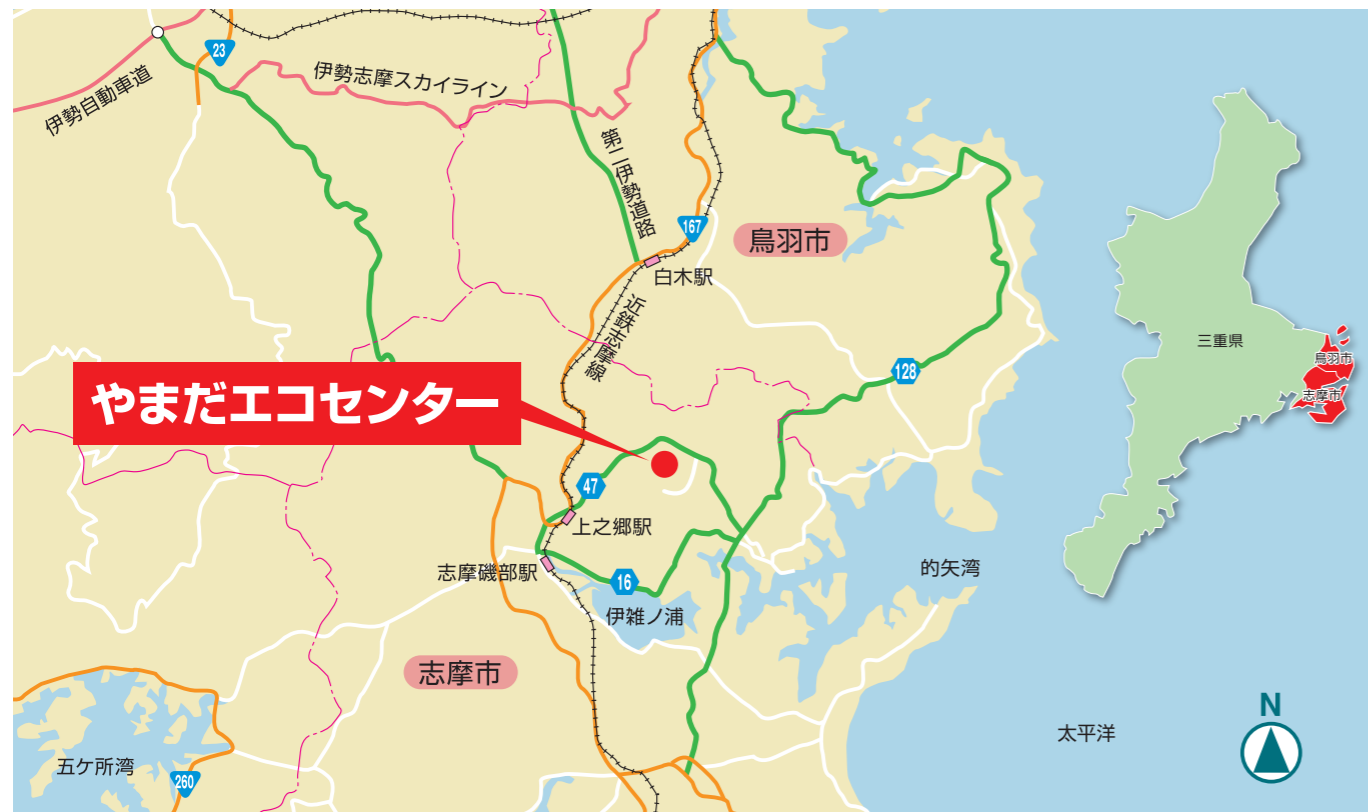 23
伊勢自動車道
伊勢志摩スカイライン
第二伊勢道路
167
鳥羽市
白木駅
近鉄志摩線
三重県
鳥羽市
志摩市
128
やまだエコセンター
47
上之郷駅
志摩磯部駅
16
伊雑ノ浦
的矢湾
志摩市
太平洋
N
五ケ所湾
260